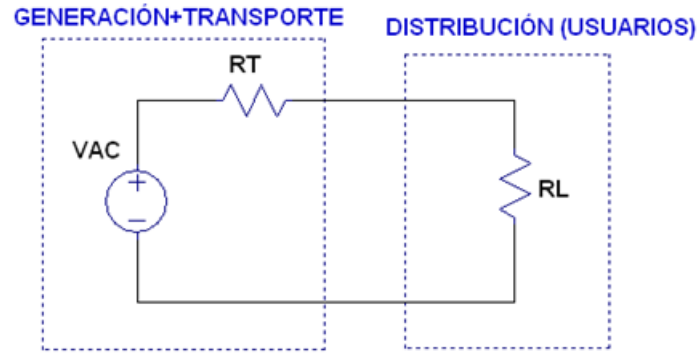 GENERACIÓN+TRANSPORTE
DISTRIBUCIÓN (USUARIOS)
RT
VAC
RL